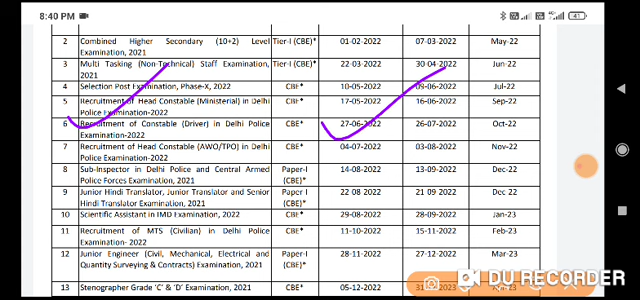 8:40 PM
41
2 Combined Higher Secondary (10+2) Level Tier-I (CBE)* 01-02-2022 07-03-2022 May-22
Examination, 2021
3 Multi Tasking (Non-Technical) Staff Examination, Tier-I (CBE)* 22-03-2022 30-04-2022 Jun-22
2021
4 Selection Post Examination, Phase-X, 2022 CBE* 10-05-2022 09-06-2022 Jul-22
5 Recruitment of Head Constable (Ministerial) in Delhi CBE* 17-05-2022 16-06-2022 Sep-22
Police Examination-2022
6 Recruitment of Constable (Driver) in Delhi Police CBE* 27-06-2022 26-07-2022 Oct-22
Examination-2022
7 Recruitment of Head Constable (AWO/TPO) in CBE* 04-07-2022 03-08-2022 Nov-22
Delhi Police Examination-2022
8 Sub-Inspector in Delhi Police and Central Armed Paper-I 14-08-2022 13-09-2022 Dec-22
Police Forces Examination, 2021 (CBE)*
9 Junior Hindi Translator, Junior Translator and Senior Paper-I 22 08 2022 21 09 2022 Dec 22
Hindi Translator Examination, 2021 (CBE)*
10 Scientific Assistant in IMD Examination, 2022 CBE* 29-08-2022 28-09-2022 Jan-23
11 Recruitment of MTS (Civilian) in Delhi Police CBE* 11-10-2022 15-11-2022 Feb-23
Examination- 2022
12 Junior Engineer (Civil, Mechanical, Electrical and Paper-I 28-11-2022 27-12-2022 Mar-23
Quantity Surveying & Contracts) Examination, 2021 (CBE)*
13 Stenographer Grade 'C' & 'D' Examination, 2021 CBE* 05-12-2022
DU RECORDER